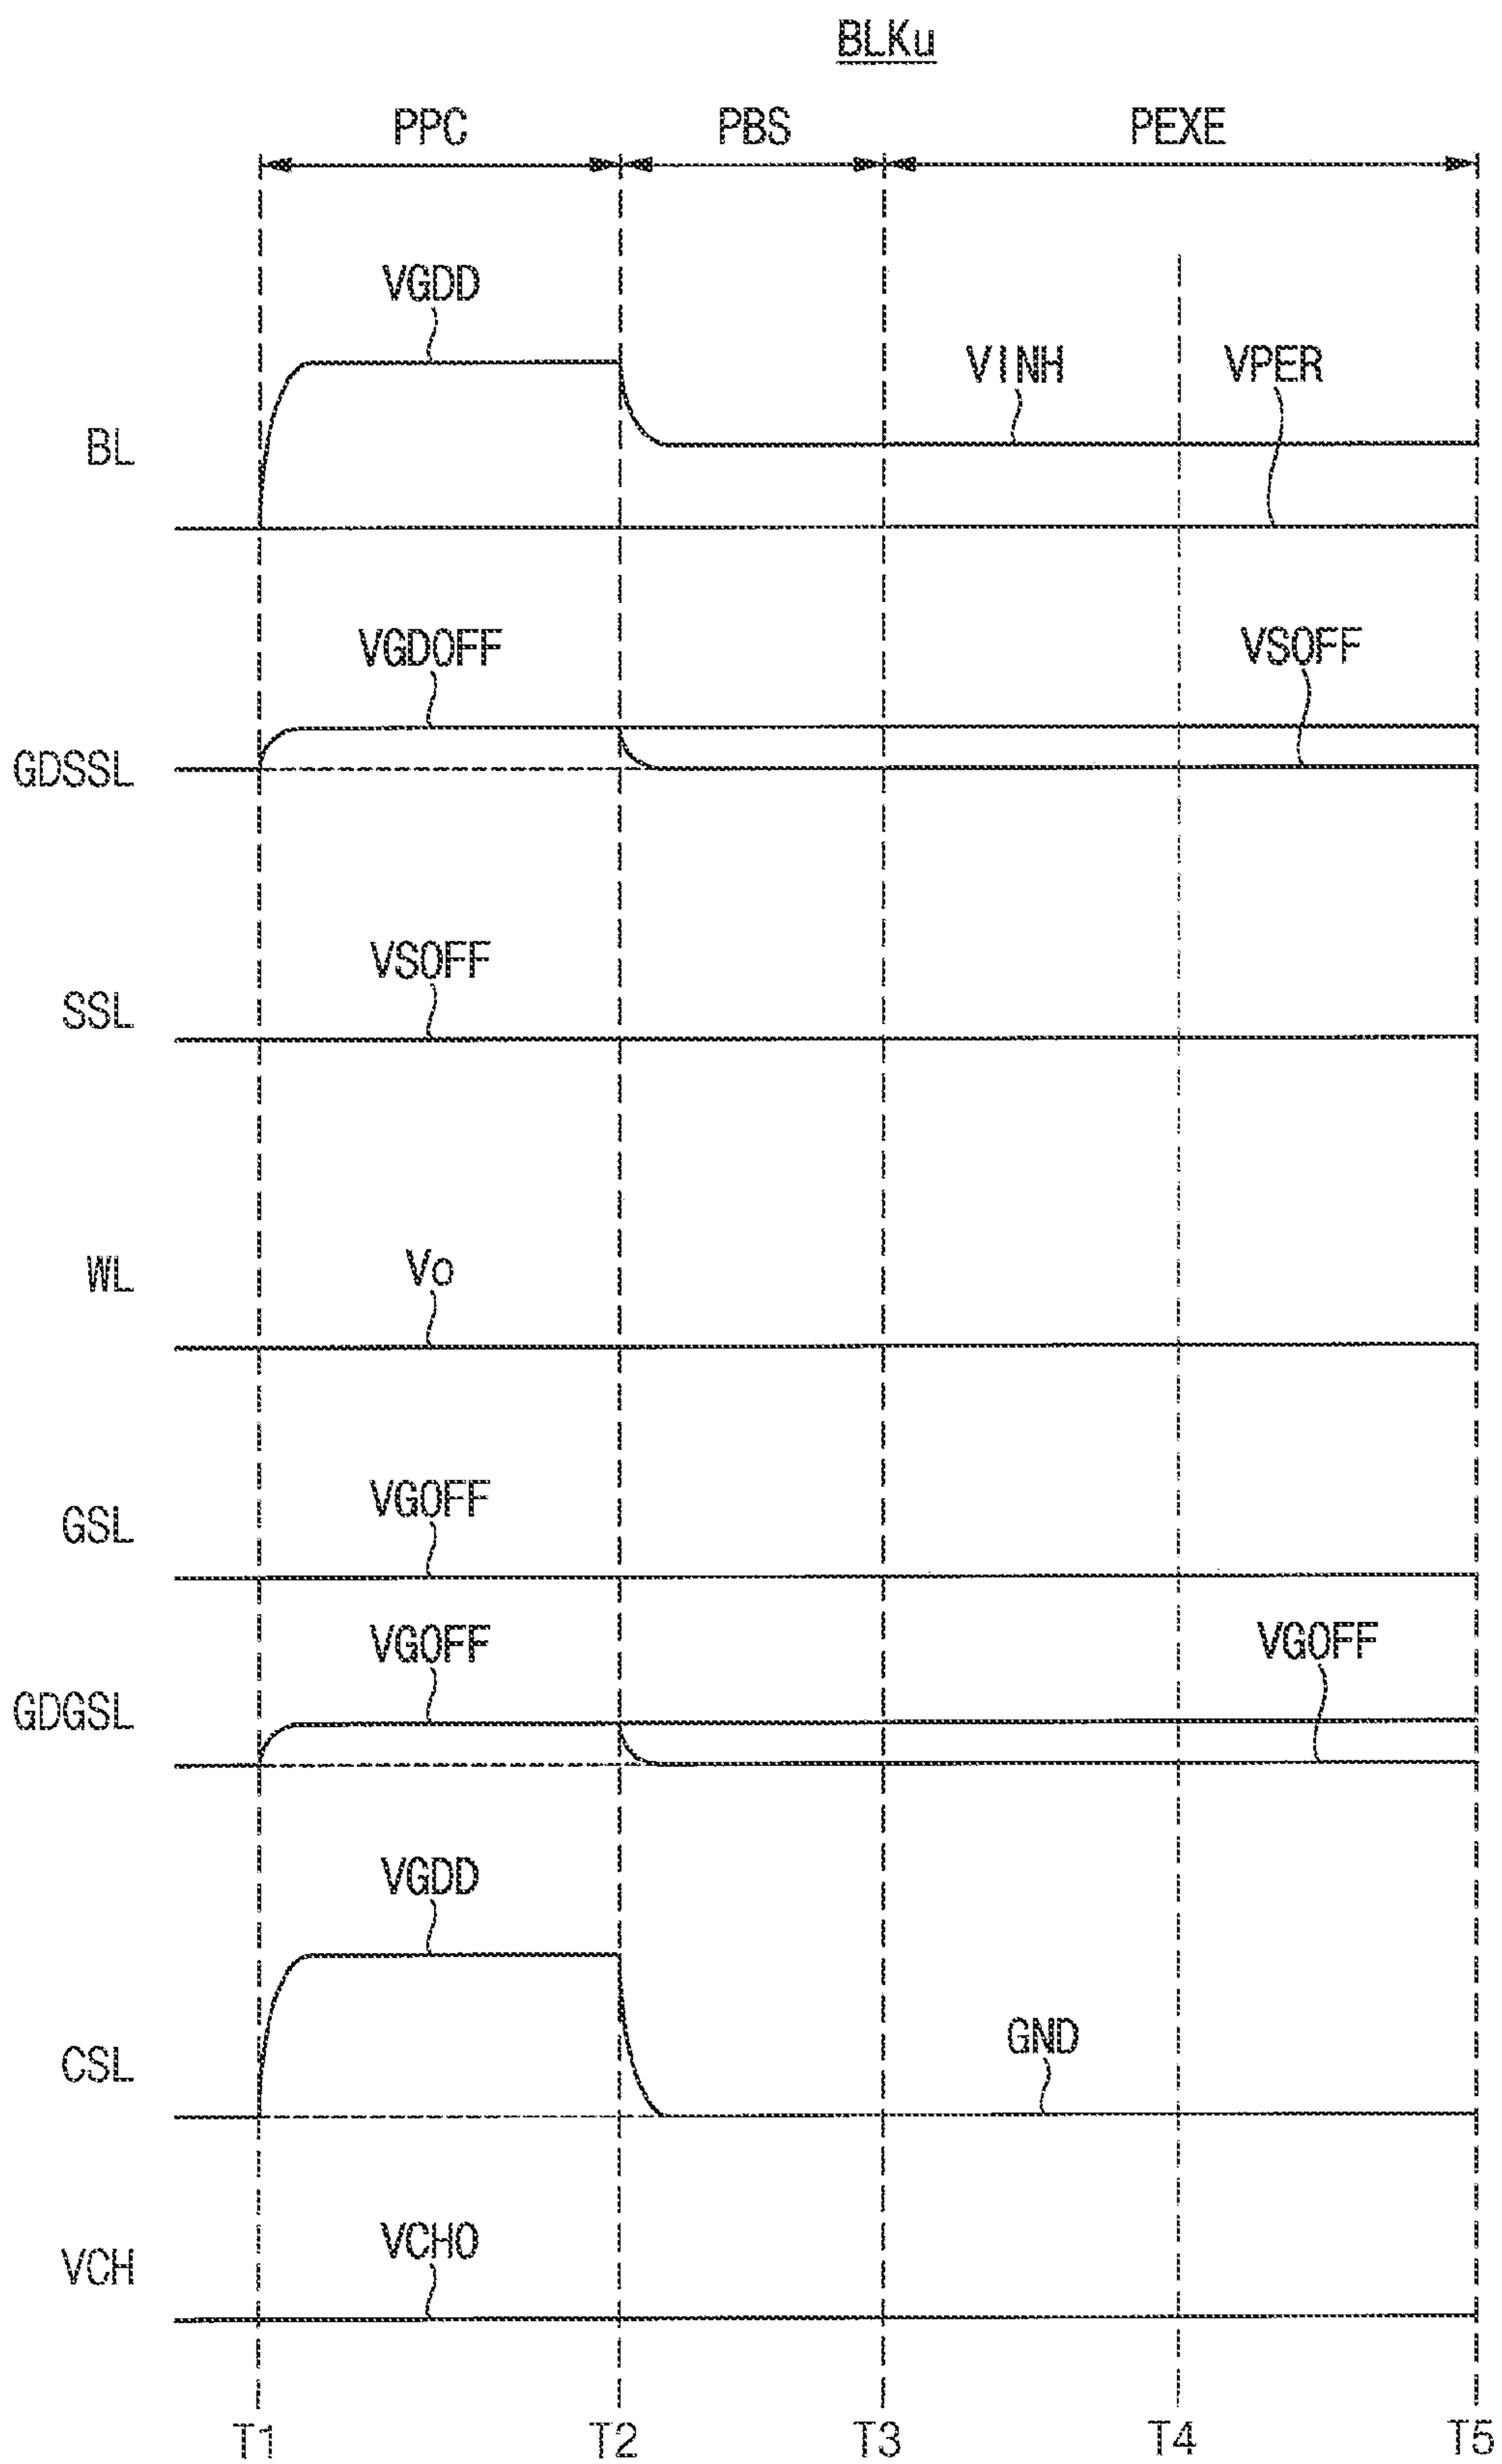 BLKu
PPC PBS PEXE
VGDD
VINH VPER
BL
VGDOFF VSOFF
GDSSL
VSOFF
SSL
Vo
WL
VGOFF
GSL
VGOFF VGOFF
GDGSL
VGDD
GND
CSL
VCHO
VCH
T1 T2 T3 T4 T5